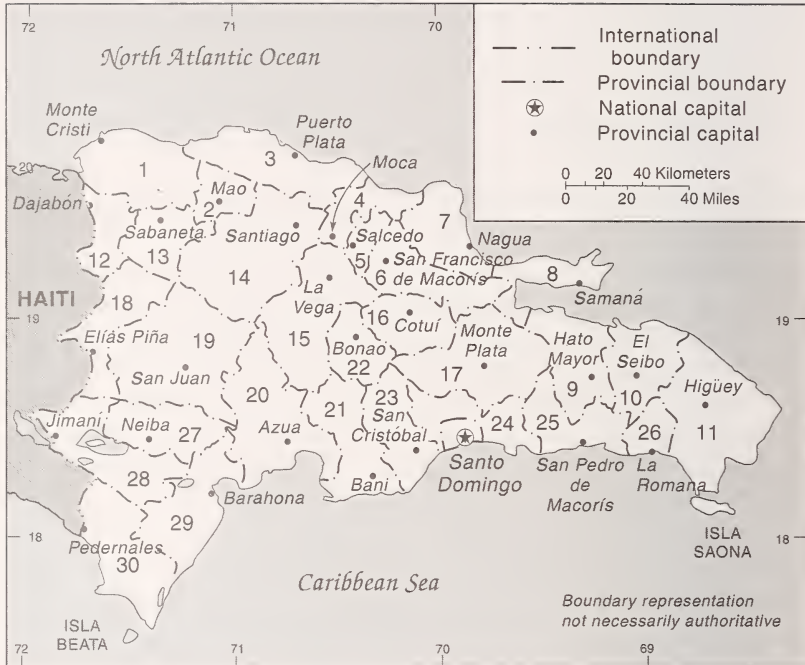 72
71
70
North Atlantic Ocean
International
boundary
Provincial boundary
National capital
Provincial capital
0 20 40 Kilometers
0 20 40 Miles
Monte
Cristi
Puerto
Plata
Moca
20
1
3
Mao
2
4
7
Dajabón
Sabaneta
Santiago
Salcedo
5
San Francisco
de Macorís
6
Nagua
12
13
14
8
Samaná
HAITI
18
La
Vega
19
19
16
Cotuí
Elías Piña
19
15
Bonao
Monte
Plata
Hato
Mayor
El
Seibo
San Juan
22
17
9
10
Higüey
20
21
23
San
Cristóbal
24
25
26
11
Jimaní
Neiba
27
Azua
28
Santo
Domingo
San Pedro
de
Macorís
La
Romana
Baní
Barahona
29
18
18
Pedernales
30
ISLA
SAONA
Caribbean Sea
ISLA
BEATA
Boundary representation
not necessarily authoritative
72
71
70
69